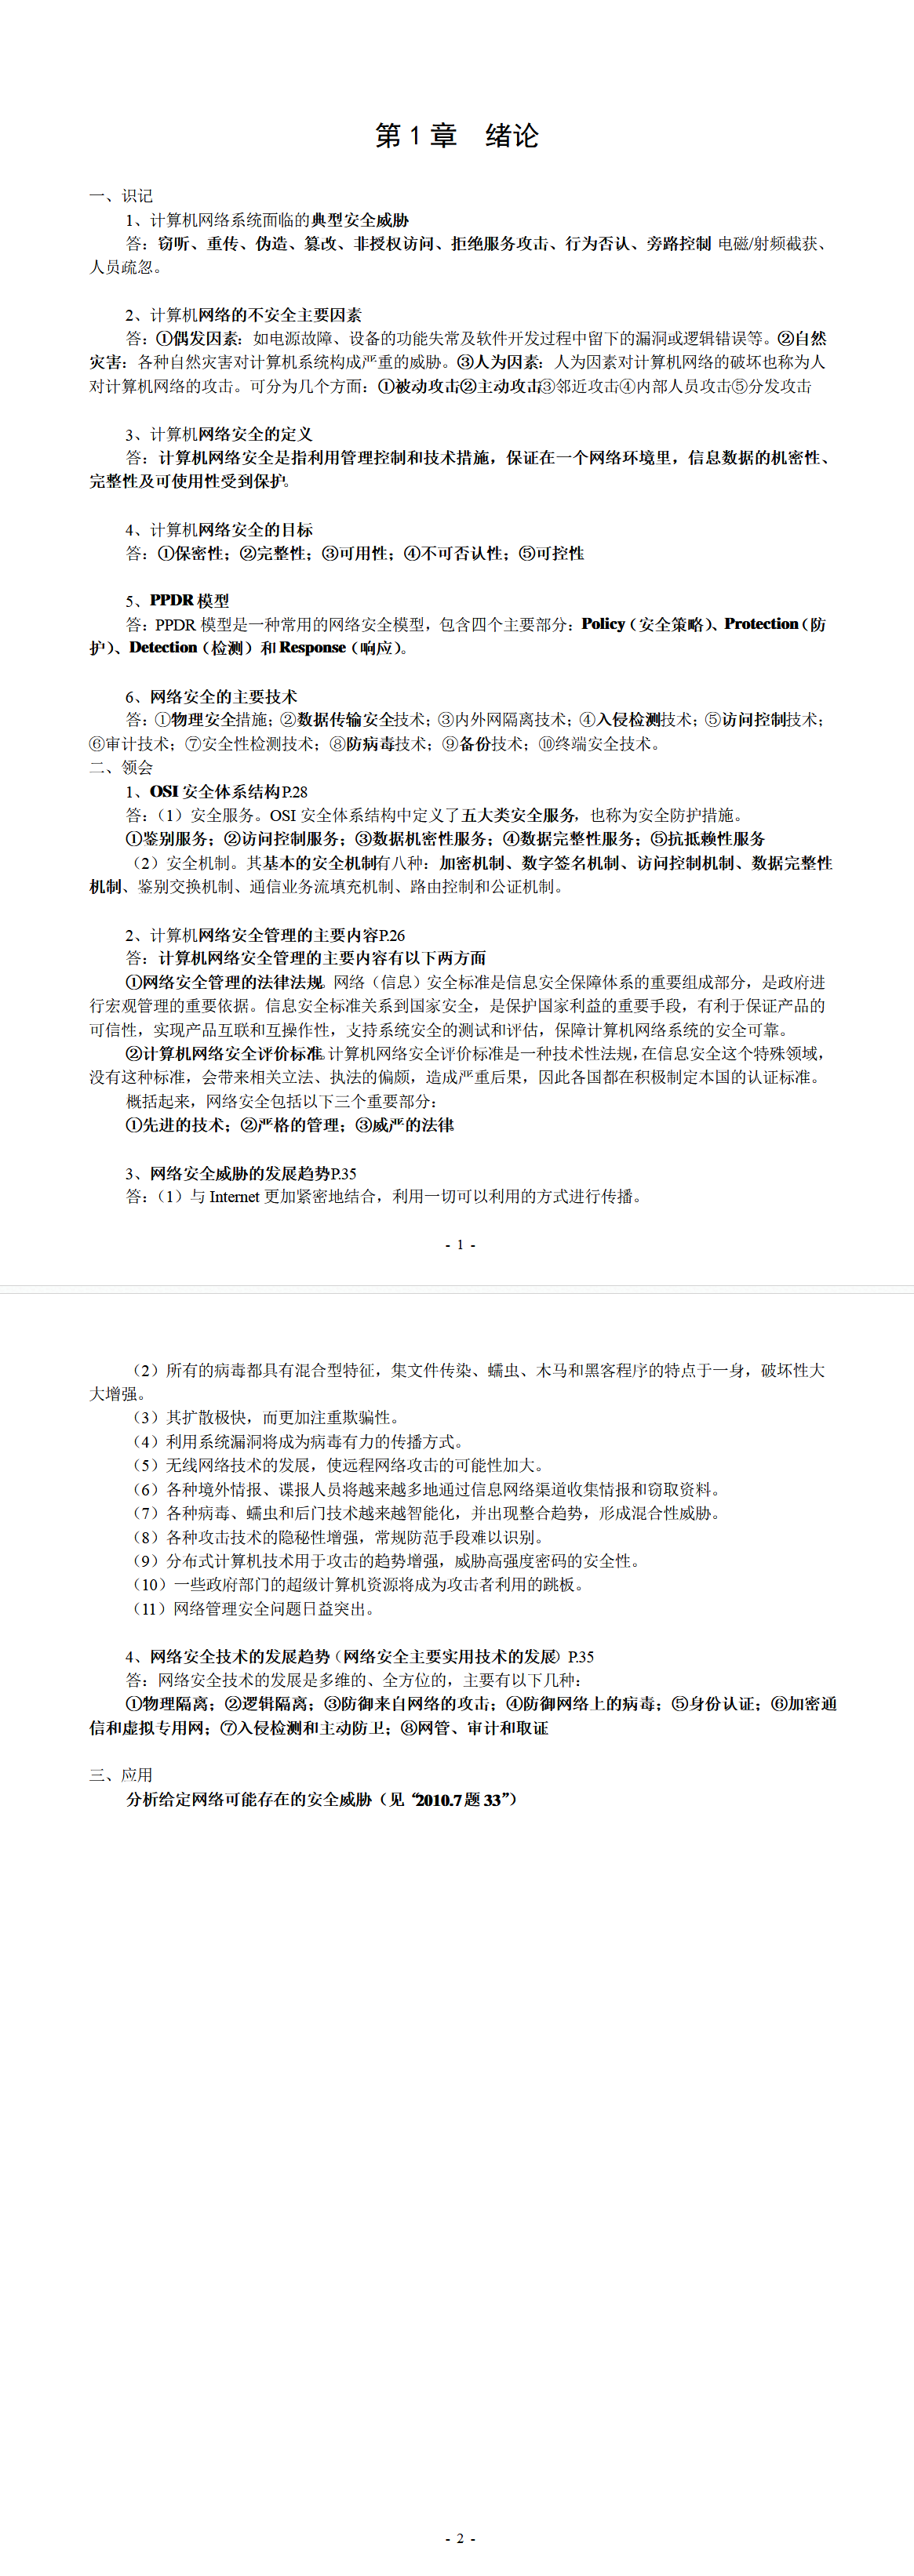 第 1 章 绪论
一、识记
1、计算机网络系统面临的典型安全威胁
答：窃听、重传、伪造、篡改、非授权访问、拒绝服务攻击、行为否认、旁路控制 电磁/射频截获、
人员疏忽。
2、计算机网络的不安全主要因素
答：①偶发因素：如电源故障、设备的功能失常及软件开发过程中留下的漏洞或逻辑错误等。②自然
灾害：各种自然灾害对计算机系统构成严重的威胁。③人为因素：人为因素对计算机网络的破坏也称为人
对计算机网络的攻击。可分为几个方面：①被动攻击②主动攻击③邻近攻击④内部人员攻击⑤分发攻击
3、计算机网络安全的定义
答：计算机网络安全是指利用管理控制和技术措施，保证在一个网络环境里，信息数据的机密性、
完整性及可使用性受到保护。
4、计算机网络安全的目标
答：①保密性；②完整性；③可用性；④不可否认性；⑤可控性
5、PPDR 模型
答：PPDR 模型是一种常用的网络安全模型，包含四个主要部分：Policy（安全策略）、Protection（防
护）、Detection（检测）和 Response（响应）。
6、网络安全的主要技术
答：①物理安全措施；②数据传输安全技术；③内外网隔离技术；④入侵检测技术；⑤访问控制技术；
⑥审计技术；⑦安全性检测技术；⑧防病毒技术；⑨备份技术；⑩终端安全技术。
二、领会
1、OSI 安全体系结构P.28
答：（1）安全服务。OSI 安全体系结构中定义了五大类安全服务，也称为安全防护措施。
①鉴别服务；②访问控制服务；③数据机密性服务；④数据完整性服务；⑤抗抵赖性服务
（2）安全机制。其基本的安全机制有八种：加密机制、数字签名机制、访问控制机制、数据完整性
机制、鉴别交换机制、通信业务流填充机制、路由控制和公证机制。
2、计算机网络安全管理的主要内容P.26
答：计算机网络安全管理的主要内容有以下两方面
①网络安全管理的法律法规。网络（信息）安全标准是信息安全保障体系的重要组成部分，是政府进
行宏观管理的重要依据。信息安全标准关系到国家安全，是保护国家利益的重要手段，有利于保证产品的
可信性，实现产品互联和互操作性，支持系统安全的测试和评估，保障计算机网络系统的安全可靠。
②计算机网络安全评价标准。计算机网络安全评价标准是一种技术性法规，在信息安全这个特殊领域，
没有这种标准，会带来相关立法、执法的偏颇，造成严重后果，因此各国都在积极制定本国的认证标准。
概括起来，网络安全包括以下三个重要部分：
①先进的技术；②严格的管理；③威严的法律。
3、网络安全威胁的发展趋势P.35
答：（1）与 Internet 更加紧密地结合，利用一切可以利用的方式进行传播。
- 1 -
（2）所有的病毒都具有混合型特征，集文件传染、蠕虫、木马和黑客程序的特点于一身，破坏性大
大增强。
（3）其扩散极快，而更加注重欺骗性。
（4）利用系统漏洞将成为病毒有力的传播方式。
（5）无线网络技术的发展，使远程网络攻击的可能性加大。
（6）各种境外情报、谍报人员将越来越多地通过信息网络渠道收集情报和窃取资料。
（7）各种病毒、蠕虫和后门技术越来越智能化，并出现整合趋势，形成混合性威胁。
（8）各种攻击技术的隐秘性增强，常规防范手段难以识别。
（9）分布式计算机技术用于攻击的趋势增强，威胁高强度密码的安全性。
（10）一些政府部门的超级计算机资源将成为攻击者利用的跳板。
（11）网络管理安全问题日益突出。
4、网络安全技术的发展趋势（网络安全主要实用技术的发展）P.35
答：网络安全技术的发展是多维的、全方位的，主要有以下几种：
①物理隔离；②逻辑隔离；③防御来自网络的攻击；④防御网络上的病毒；⑤身份认证；⑥加密通
信和虚拟专用网；⑦入侵检测和主动防卫；⑧网管、审计和取证
三、应用
分析给定网络可能存在的安全威胁（见“2010.7 题 33”）
- 2 -